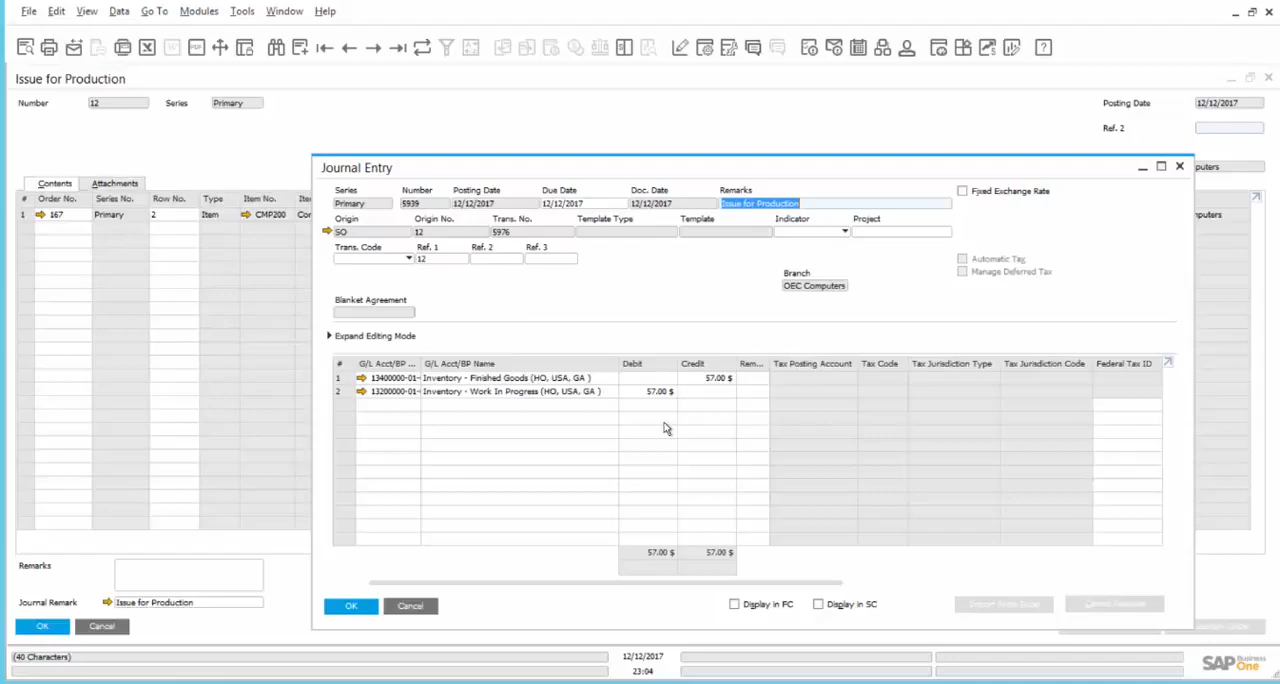 File Edit View Data Go To Modules Tools Window Help
Issue for Production
Number 12 Series Primary Posting Date 12/12/2017
Ref. 2
Contents Attachments
# Order No. Series No. Row No. Type Item No. Item
1 167 Primary 2 Item CMP200 Cor
Journal Entry
Series Number Posting Date Due Date Doc. Date Remarks
Primary 5939 12/12/2017 12/12/2017 12/12/2017 Issue for Production
Fixed Exchange Rate
Origin Origin No. Trans. No. Template Type Template Indicator Project
SO 12 5976
Trans. Code Ref. 1 Ref. 2 Ref. 3
12
Automatic Tax
Manage Deferred Tax
Branch
OEC Computers
Blanket Agreement
Expand Editing Mode
# G/L Acct/BP ... G/L Acct/BP Name Debit Credit Rem... Tax Posting Account Tax Code Tax Jurisdiction Type Tax Jurisdiction Code Federal Tax ID
1 13400000-01- Inventory - Finished Goods (HO, USA, GA ) 57.00 $
2 13200000-01- Inventory - Work In Progress (HO, USA, GA ) 57.00 $
57.00 $ 57.00 $
OK Cancel Display in FC Display in SC
puters
puters
Remarks
Journal Remark Issue for Production
OK Cancel
(40 Characters) 12/12/2017
23:04
SAP Business One